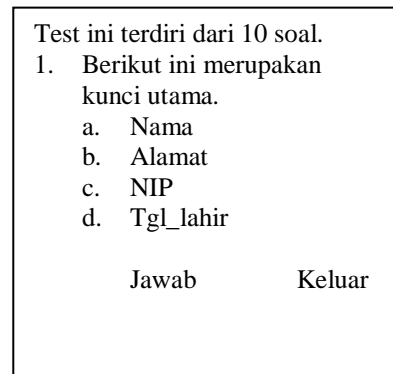 Test ini terdiri dari 10 soal.
1. Berikut ini merupakan
kunci utama.
a. Nama
b. Alamat
c. NIP
d. Tgl_lahir
Jawab Keluar